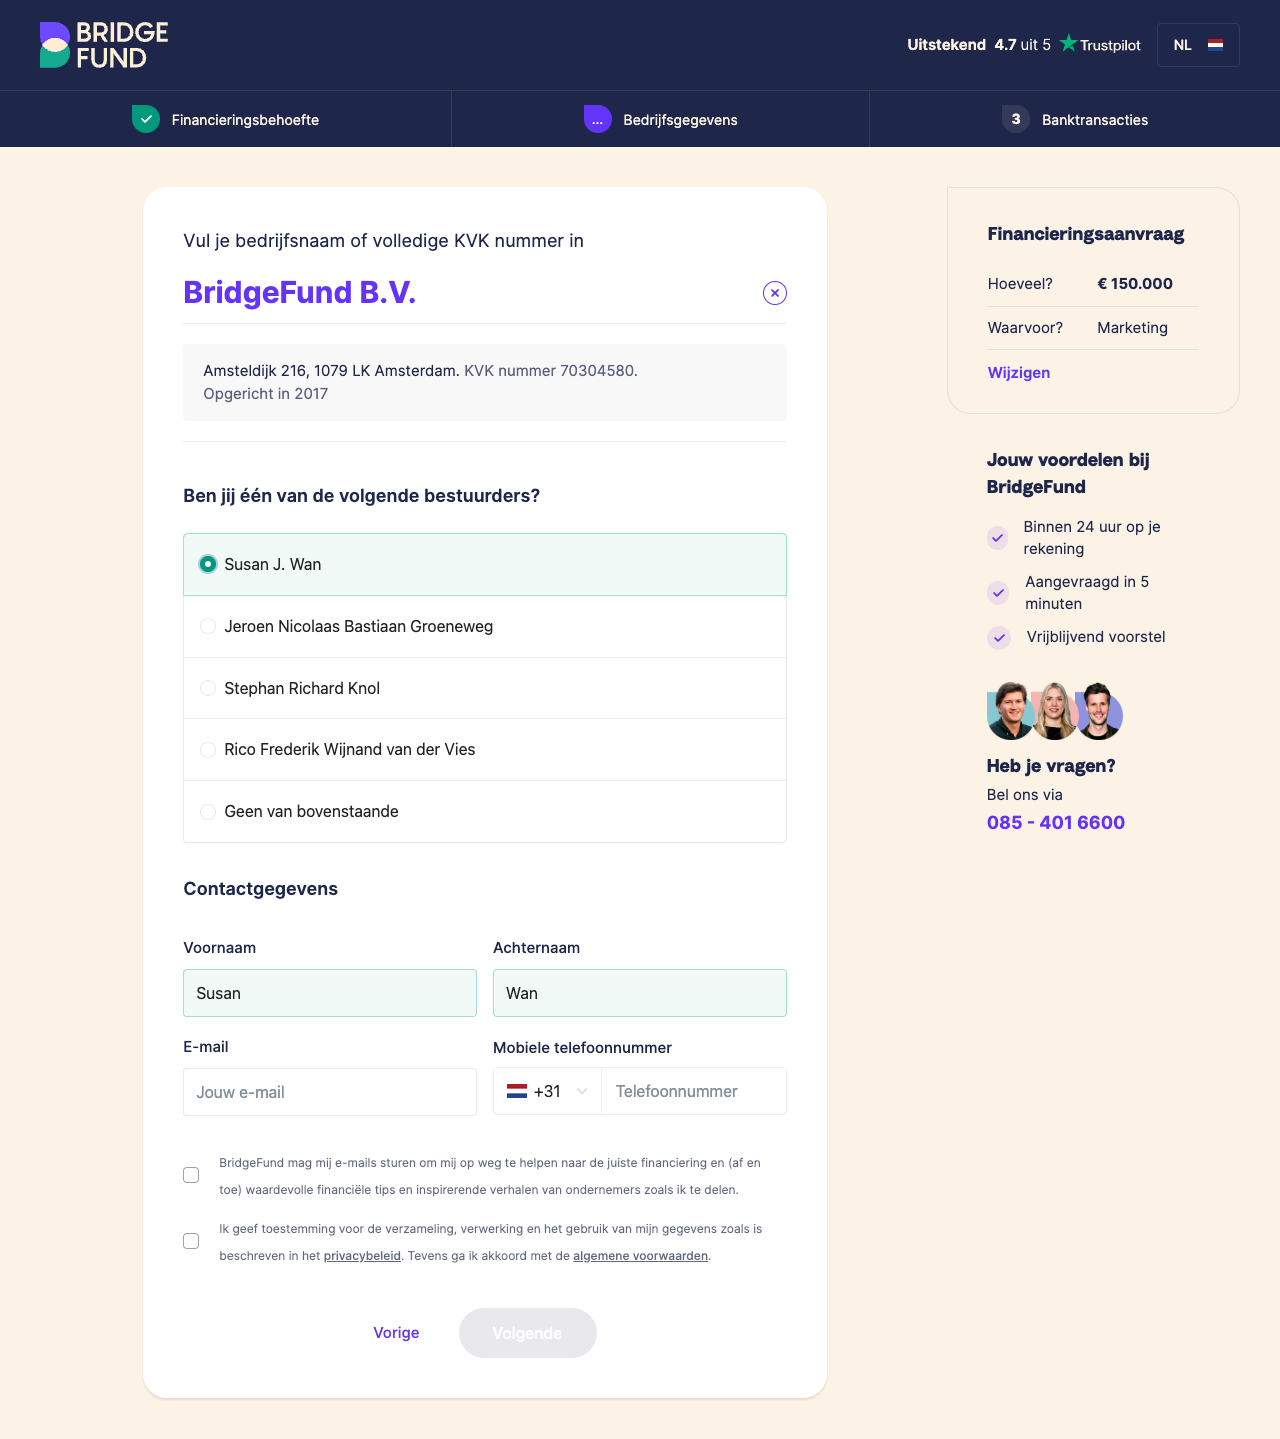 BRIDGE
FUND
Uitstekend 4.7 uit 5 Trustpilot
NL
Financieringsbehoefte
... Bedrijfsgegevens
3 Banktransacties
Vul je bedrijfsnaam of volledige KVK nummer in
BridgeFund B.V.
Amsteldijk 216, 1079 LK Amsterdam. KVK nummer 70304580.
Opgericht in 2017
Ben jij één van de volgende bestuurders?
Susan J. Wan
Jeroen Nicolaas Bastiaan Groeneweg
Stephan Richard Knol
Rico Frederik Wijnand van der Vies
Geen van bovenstaande
Contactgegevens
Voornaam
Achternaam
Susan
Wan
E-mail
Mobiele telefoonnummer
Jouw e-mail
+31
Telefoonnummer
BridgeFund mag mij e-mails sturen om mij op weg te helpen naar de juiste financiering en (af en
toe) waardevolle financiële tips en inspirerende verhalen van ondernemers zoals ik te delen.
Ik geef toestemming voor de verzameling, verwerking en het gebruik van mijn gegevens zoals is
beschreven in het privacybeleid. Tevens ga ik akkoord met de algemene voorwaarden.
Vorige
Volgende
Financieringsaanvraag
Hoeveel? € 150.000
Waarvoor? Marketing
Wijzigen
Jouw voordelen bij
BridgeFund
Binnen 24 uur op je
rekening
Aangevraagd in 5
minuten
Vrijblijvend voorstel
Heb je vragen?
Bel ons via
085 - 401 6600